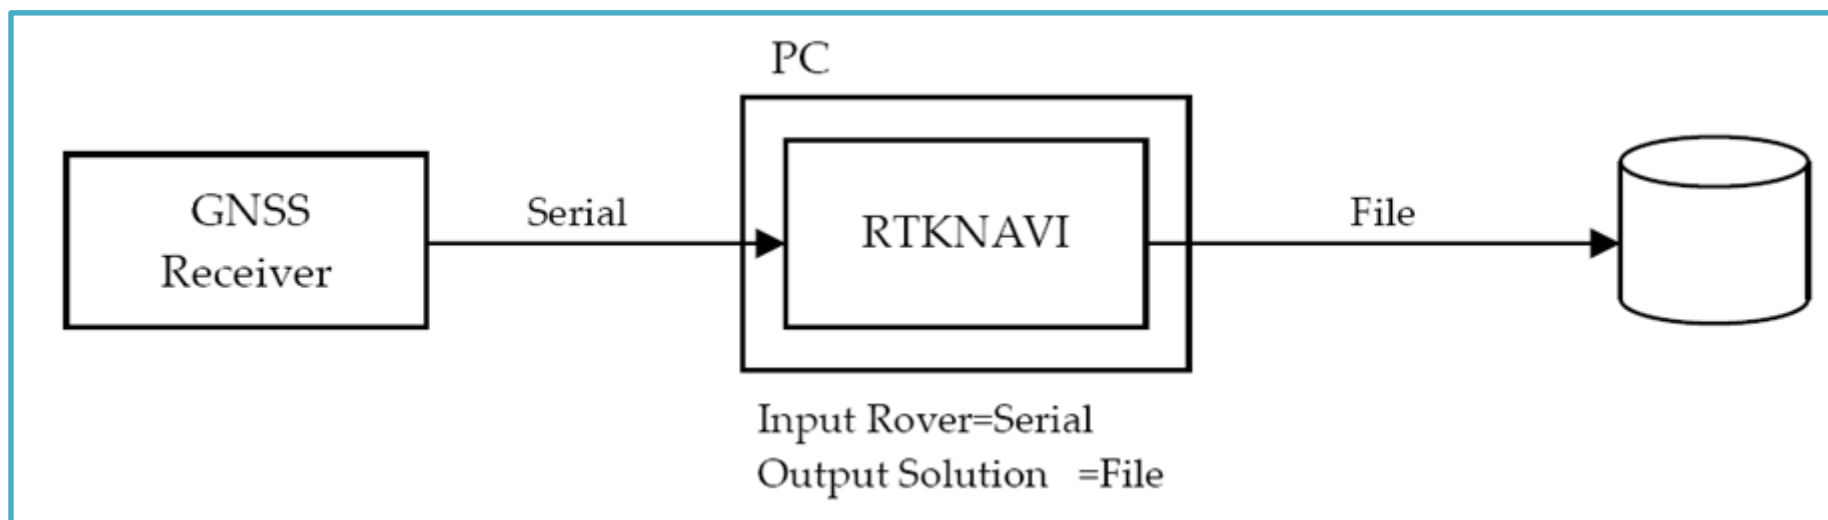 PC
GNSS
Receiver
Serial
RTKNAVI
File
Input Rover=Serial
Output Solution =File